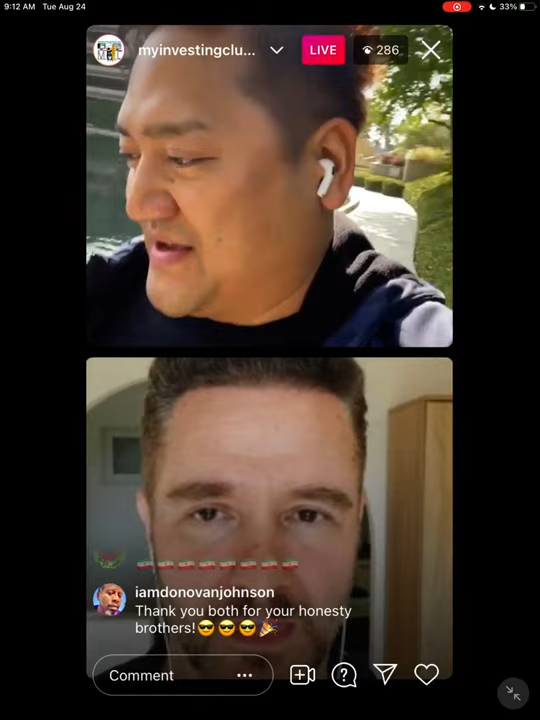 9:12 AM Tue Aug 24
33%
myinvestingclu...
LIVE
286
iamdonovanjohnson
Thank you both for your honesty
brothers!😎😎😎🎉
Comment